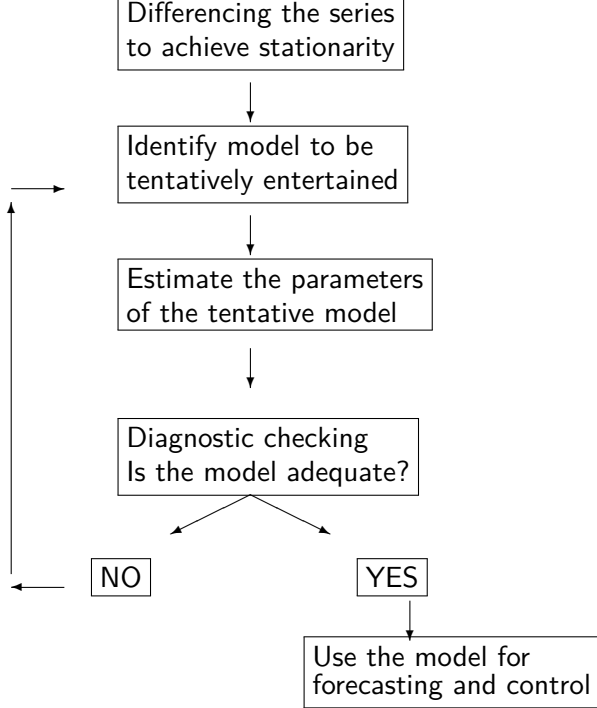 Differencing the series
to achieve stationarity
Identify model to be
tentatively entertained
Estimate the parameters
of the tentative model
Diagnostic checking
Is the model adequate?
NO
YES
Use the model for
forecasting and control